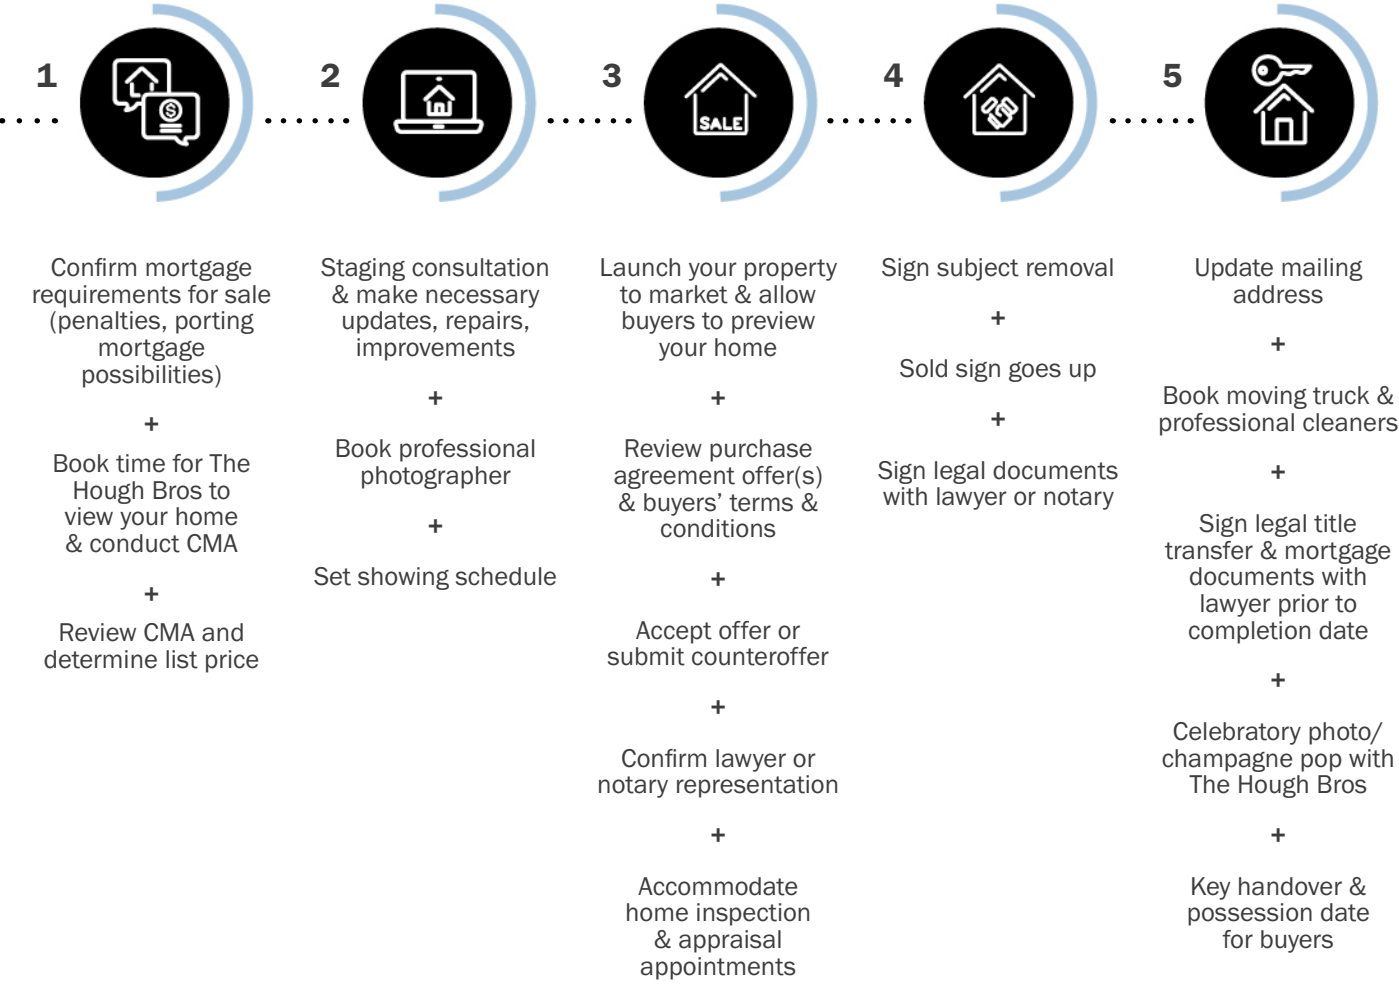 1
Confirm mortgage
requirements for sale
(penalties, porting
mortgage
possibilities)
+
Book time for The
Hough Bros to
view your home
& conduct CMA
+
Review CMA and
determine list price
2
Staging consultation
& make necessary
updates, repairs,
improvements
+
Book professional
photographer
+
Set showing schedule
3
SALE
Launch your property
to market & allow
buyers to preview
your home
+
Review purchase
agreement offer(s)
& buyers’ terms &
conditions
+
Accept offer or
submit counteroffer
+
Confirm lawyer or
notary representation
+
Accommodate
home inspection
& appraisal
appointments
4
Sign subject removal
+
Sold sign goes up
+
Sign legal documents
with lawyer or notary
5
Update mailing
address
+
Book moving truck &
professional cleaners
+
Sign legal title
transfer & mortgage
documents with
lawyer prior to
completion date
+
Celebratory photo/
champagne pop with
The Hough Bros
+
Key handover &
possession date
for buyers